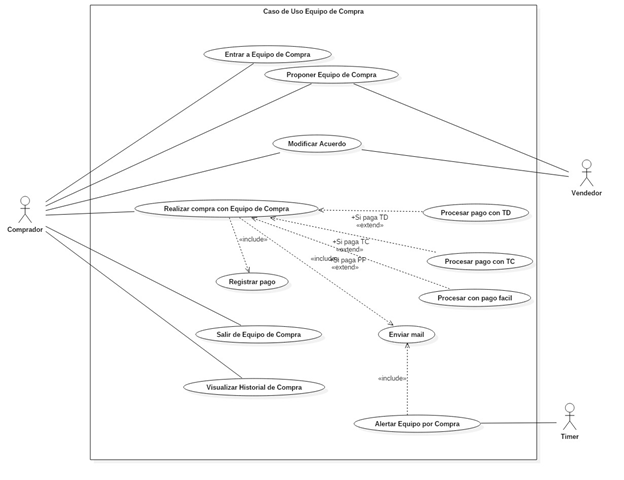 Caso de Uso Equipo de Compra
Entrar a Equipo de Compra
Proponer Equipo de Compra
Modificar Acuerdo
Vendedor
Comprador
Realizar compra con Equipo de Compra
+Si paga TD
«extend»
Procesar pago con TD
«include»
+Si paga TC
«extend»
Procesar pago con TC
«include»
+Si paga PF
«extend»
Registrar pago
Procesar con pago facil
Salir de Equipo de Compra
Enviar mail
«include»
Visualizar Historial de Compra
Alertar Equipo por Compra
Timer